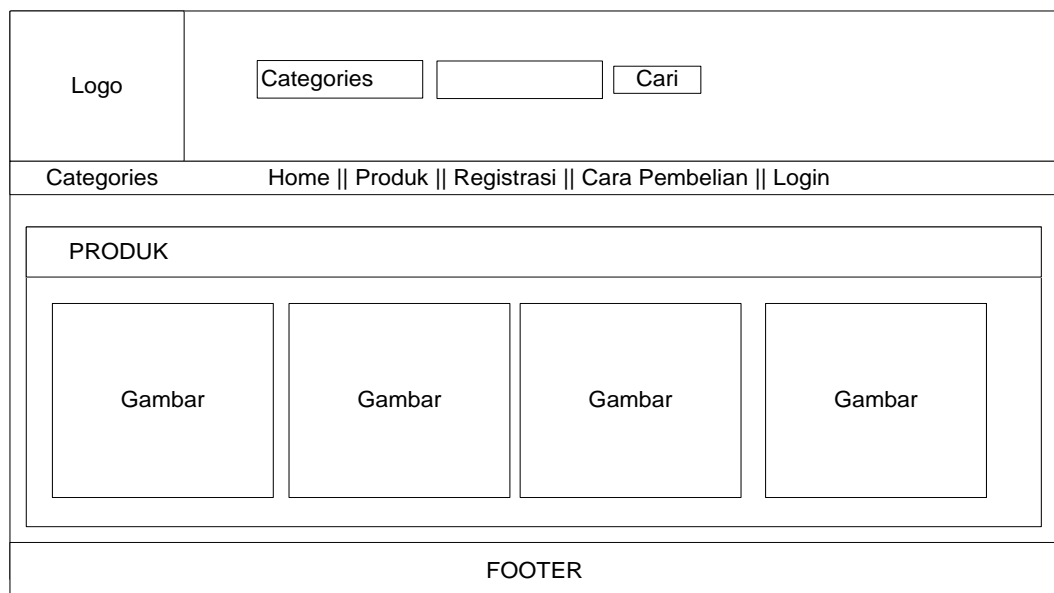 Logo
Categories Cari
Categories Home || Produk || Registrasi || Cara Pembelian || Login
PRODUK
Gambar Gambar Gambar Gambar
FOOTER